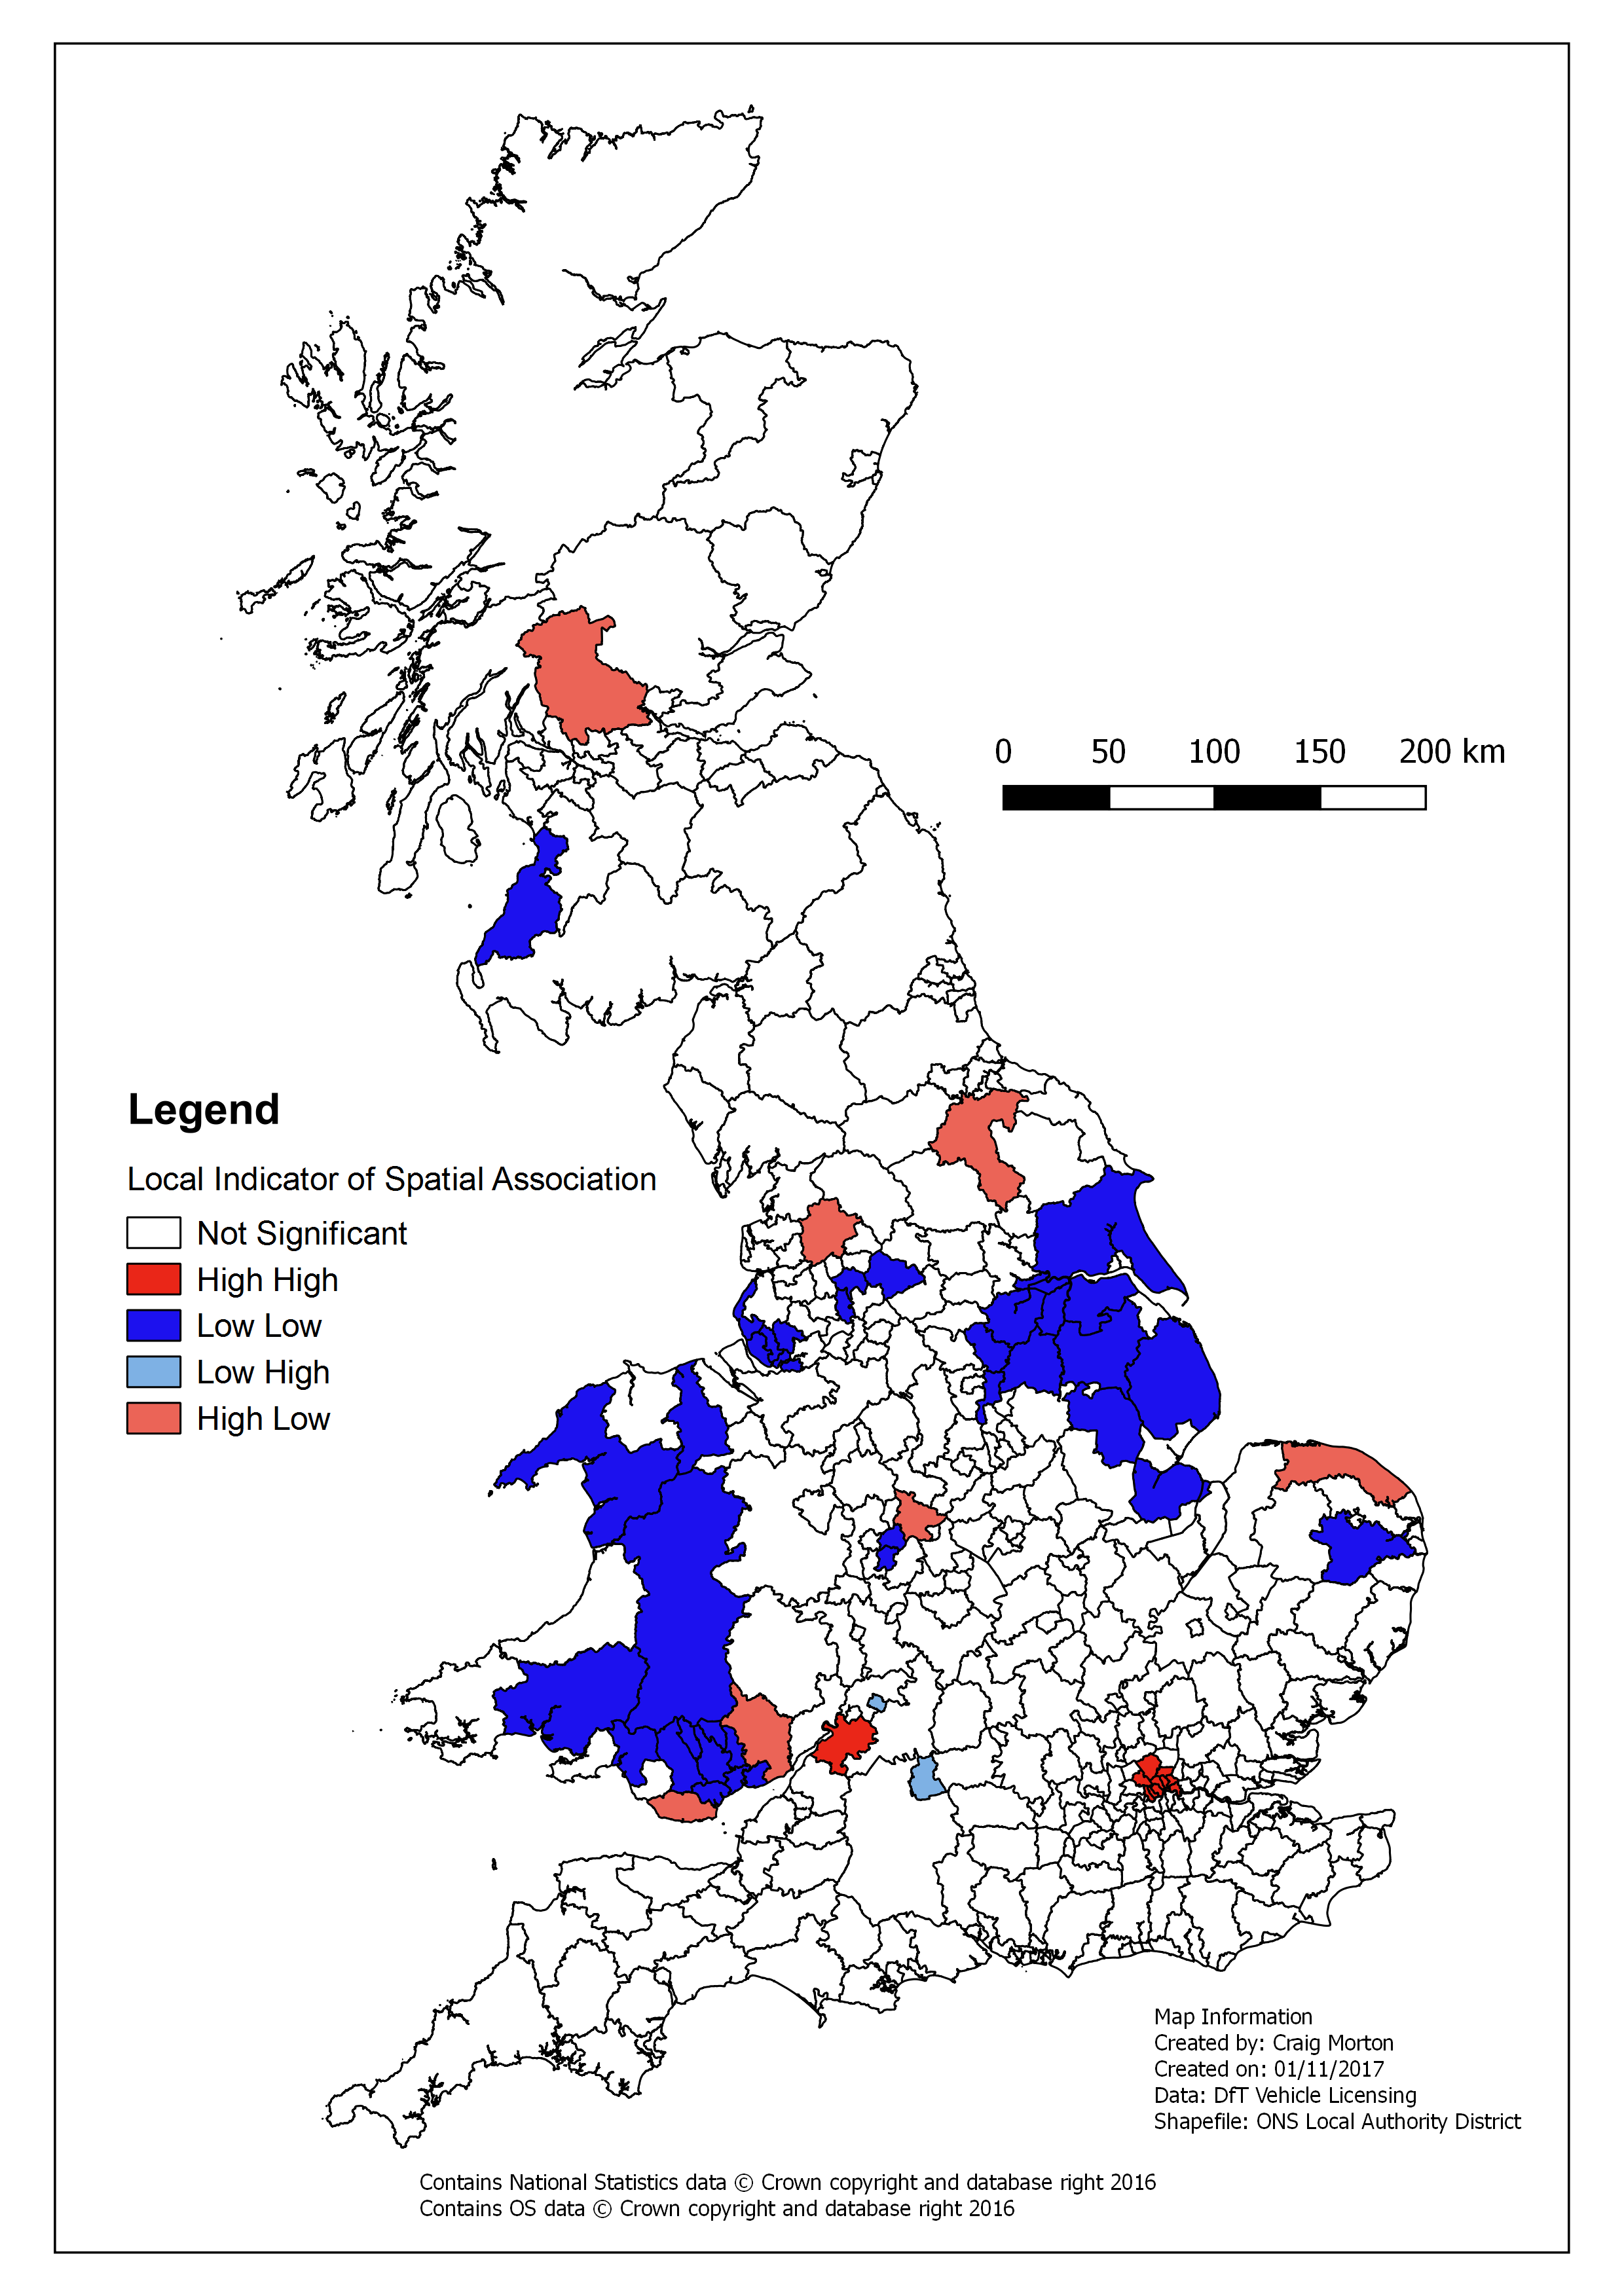 0 50 100 150 200 km
Legend
Local Indicator of Spatial Association
Not Significant
High High
Low Low
Low High
High Low
Map Information
Created by: Craig Morton
Created on: 01/11/2017
Data: DfT Vehicle Licensing
Shapefile: ONS Local Authority District
Contains National Statistics data © Crown copyright and database right 2016
Contains OS data © Crown copyright and database right 2016